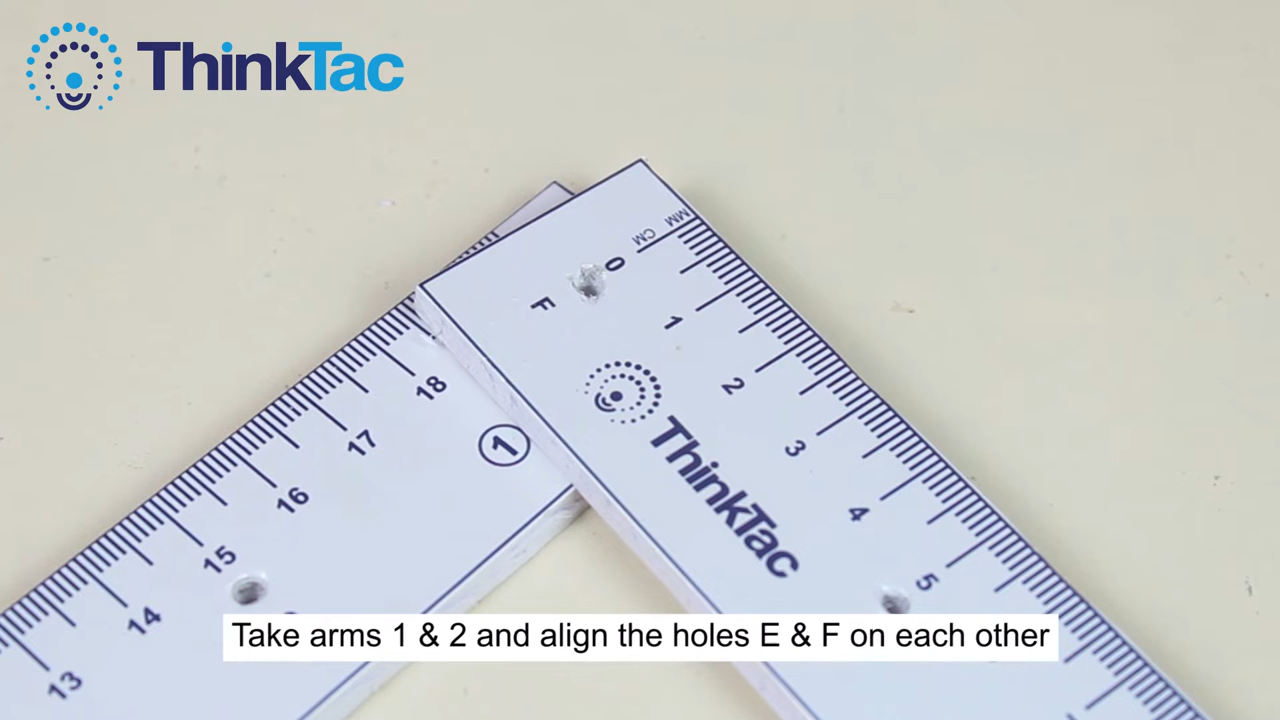 ThinkTac
MM
CM
0
F
1
2
3
4
5
ThinkTac
18
17
16
15
14
13
1
Take arms 1 & 2 and align the holes E & F on each other